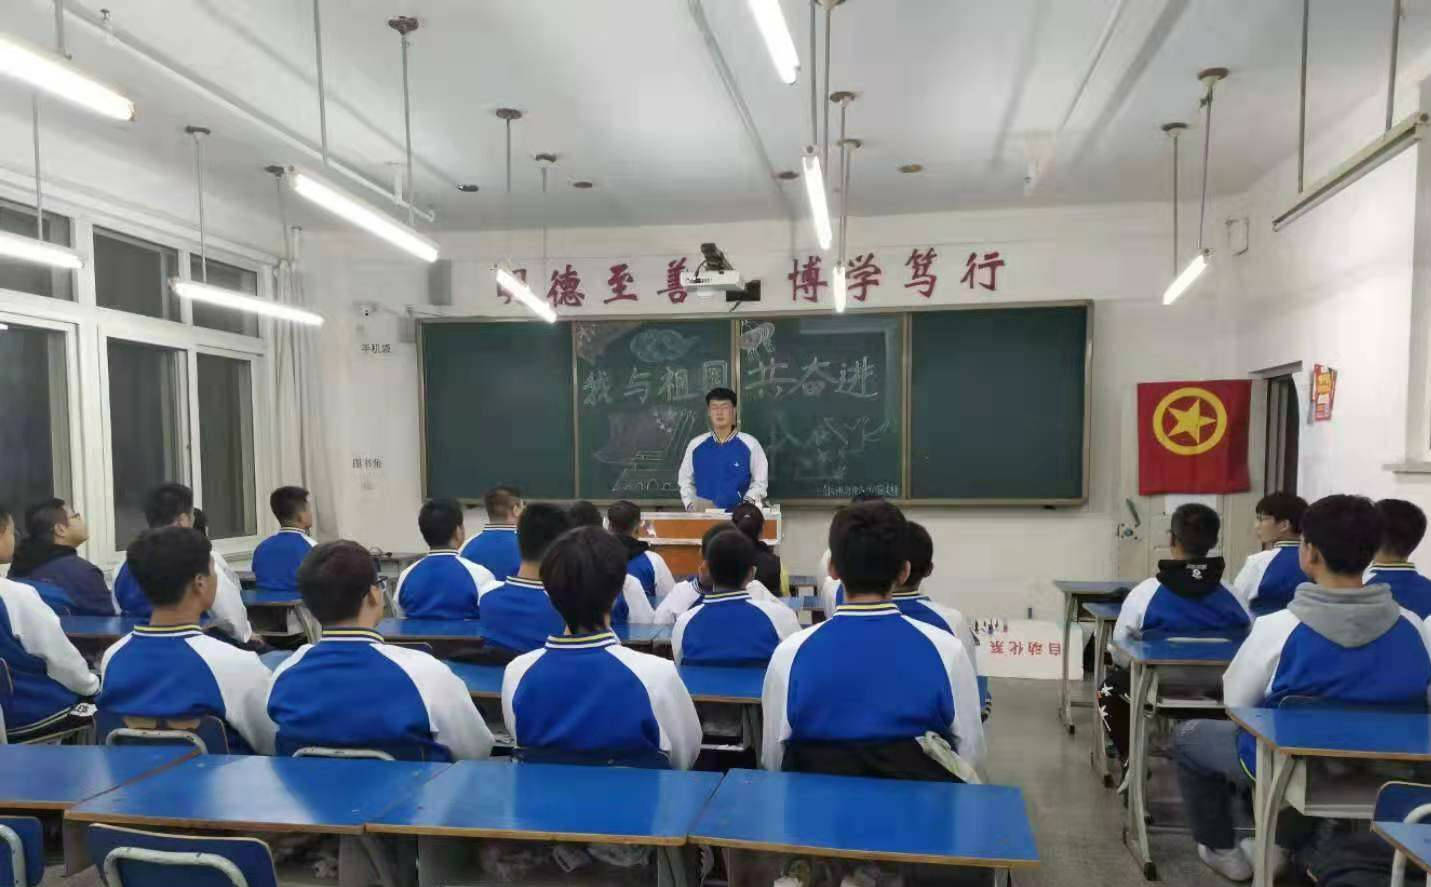 明德至善 博学笃行
手机袋
我与祖国共奋进
图书角
自动化系